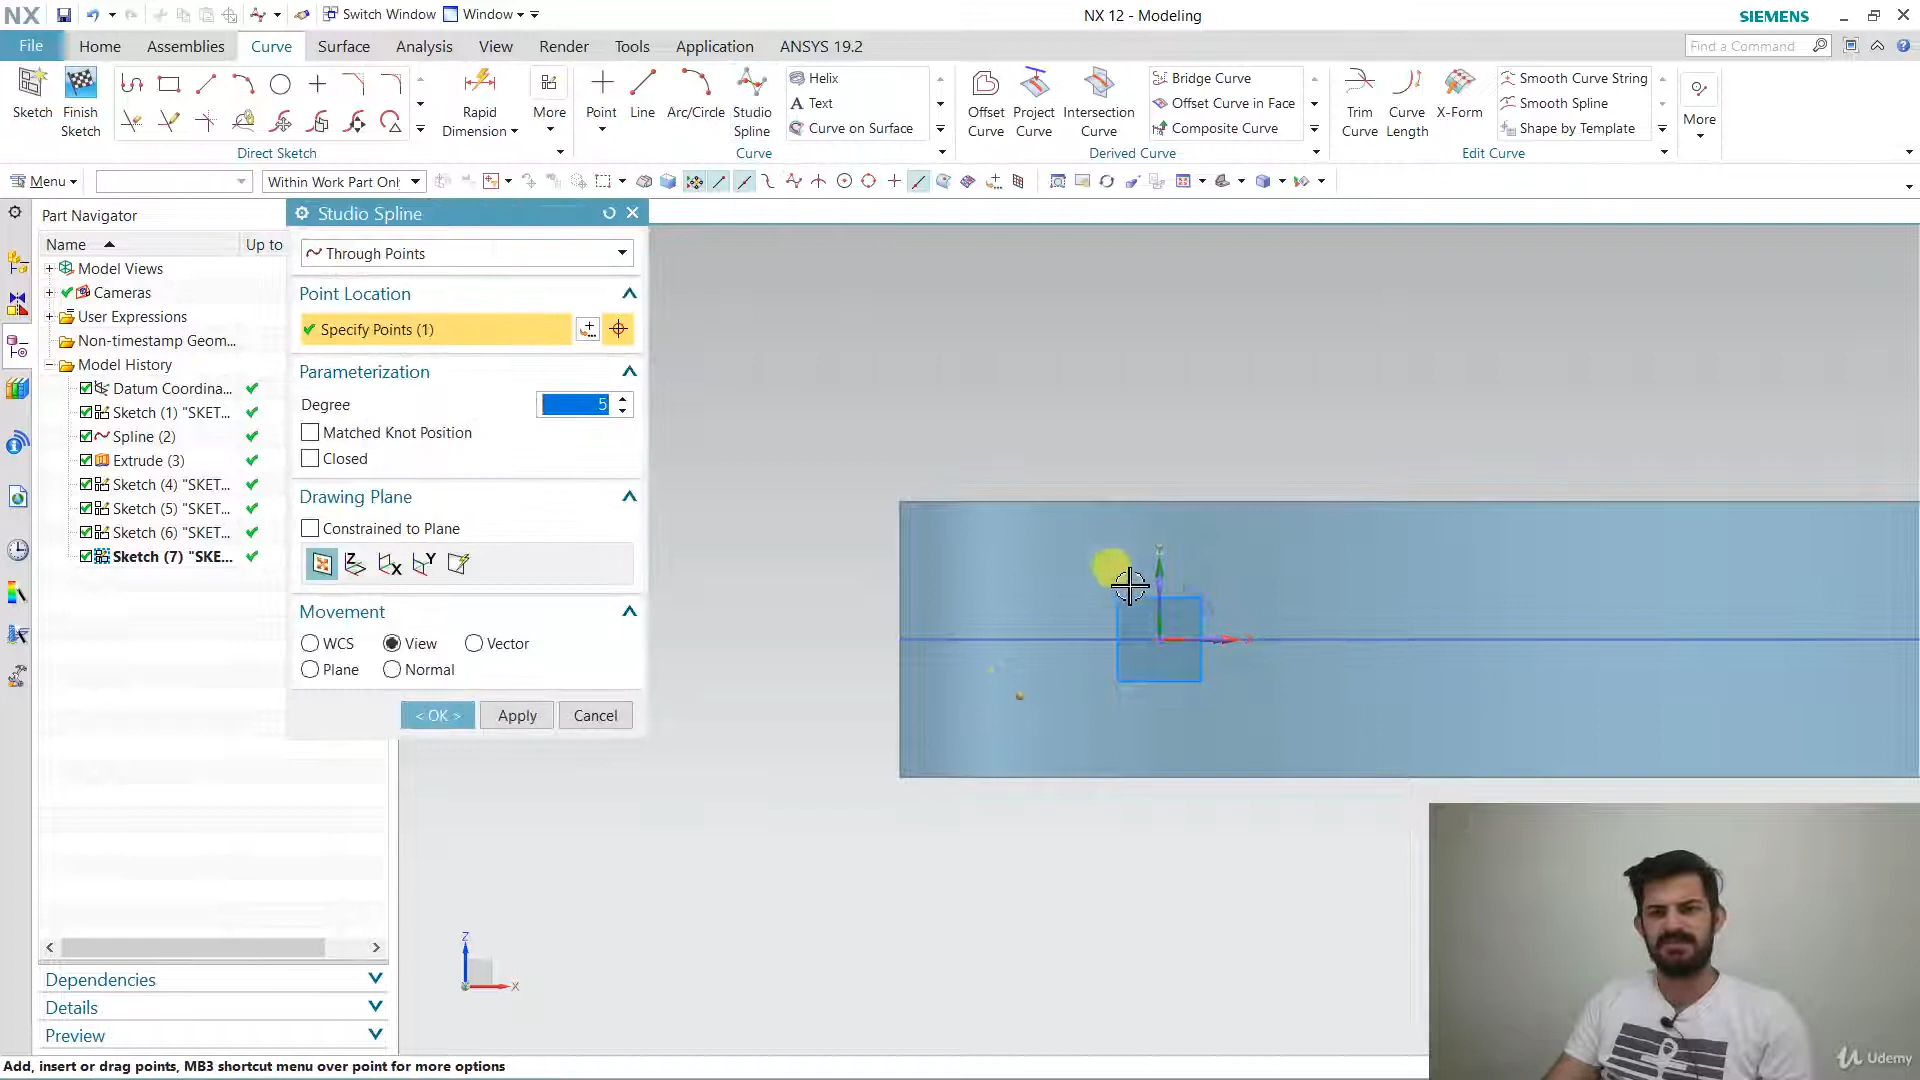 NX Switch Window Window NX 12 - Modeling SIEMENS
File Home Assemblies Curve Surface Analysis View Render Tools Application ANSYS 19.2 Find a Command
Sketch Finish Sketch Rapid Dimension More Point Line Arc/Circle Studio Spline Helix Text Curve on Surface Offset Curve Project Curve Intersection Curve Bridge Curve Offset Curve in Face Composite Curve Trim Curve Curve Length X-Form Smooth Curve String Smooth Spline Shape by Template More
Direct Sketch Curve Derived Curve Edit Curve
Menu Within Work Part Only
Part Navigator
Name Up to
Model Views
Cameras
User Expressions
Non-timestamp Geom...
Model History
Datum Coordina...
Sketch (1) "SKET...
Spline (2)
Extrude (3)
Sketch (4) "SKET...
Sketch (5) "SKET...
Sketch (6) "SKET...
Sketch (7) "SKE...
Dependencies
Details
Preview
Studio Spline
Through Points
Point Location
Specify Points (1)
Parameterization
Degree 5
Matched Knot Position
Closed
Drawing Plane
Constrained to Plane
Movement
WCS View Vector
Plane Normal
< OK > Apply Cancel
Z
X
Udemy
Add, insert or drag points, MB3 shortcut menu over point for more options